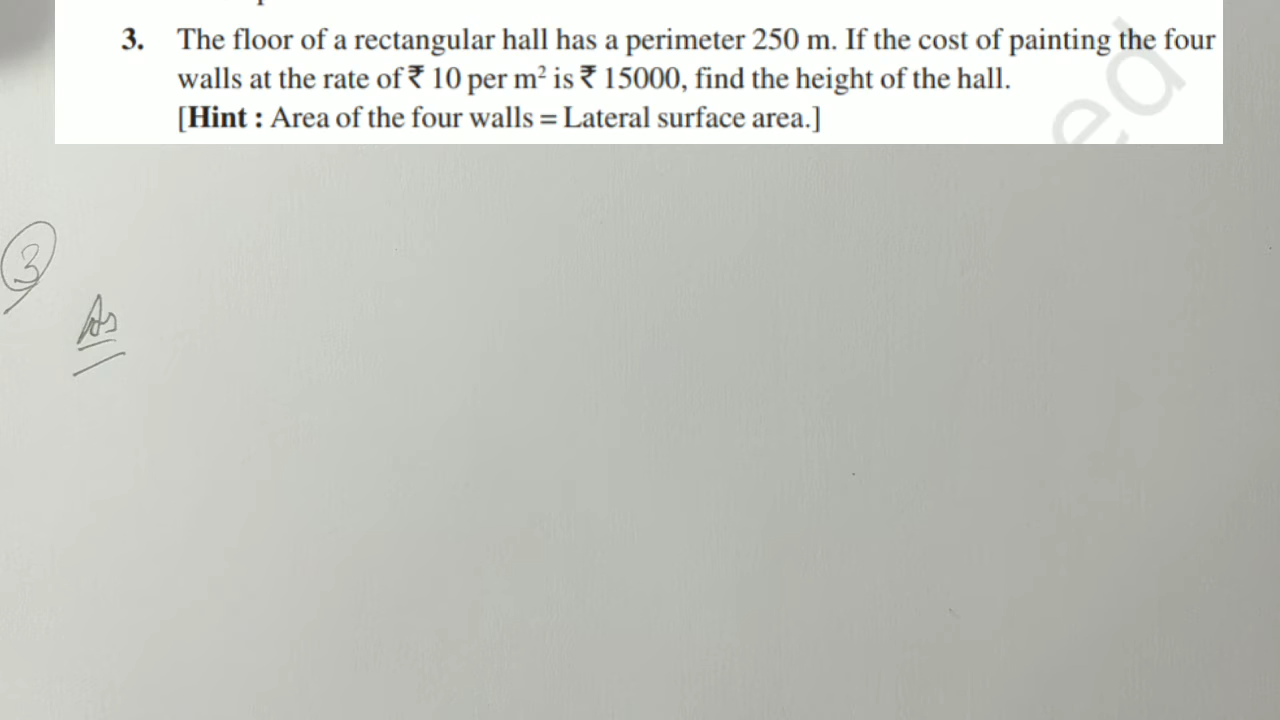 3. The floor of a rectangular hall has a perimeter 250 m. If the cost of painting the four
walls at the rate of ₹ 10 per m² is ₹ 15000, find the height of the hall.
[Hint : Area of the four walls = Lateral surface area.]
ed
3